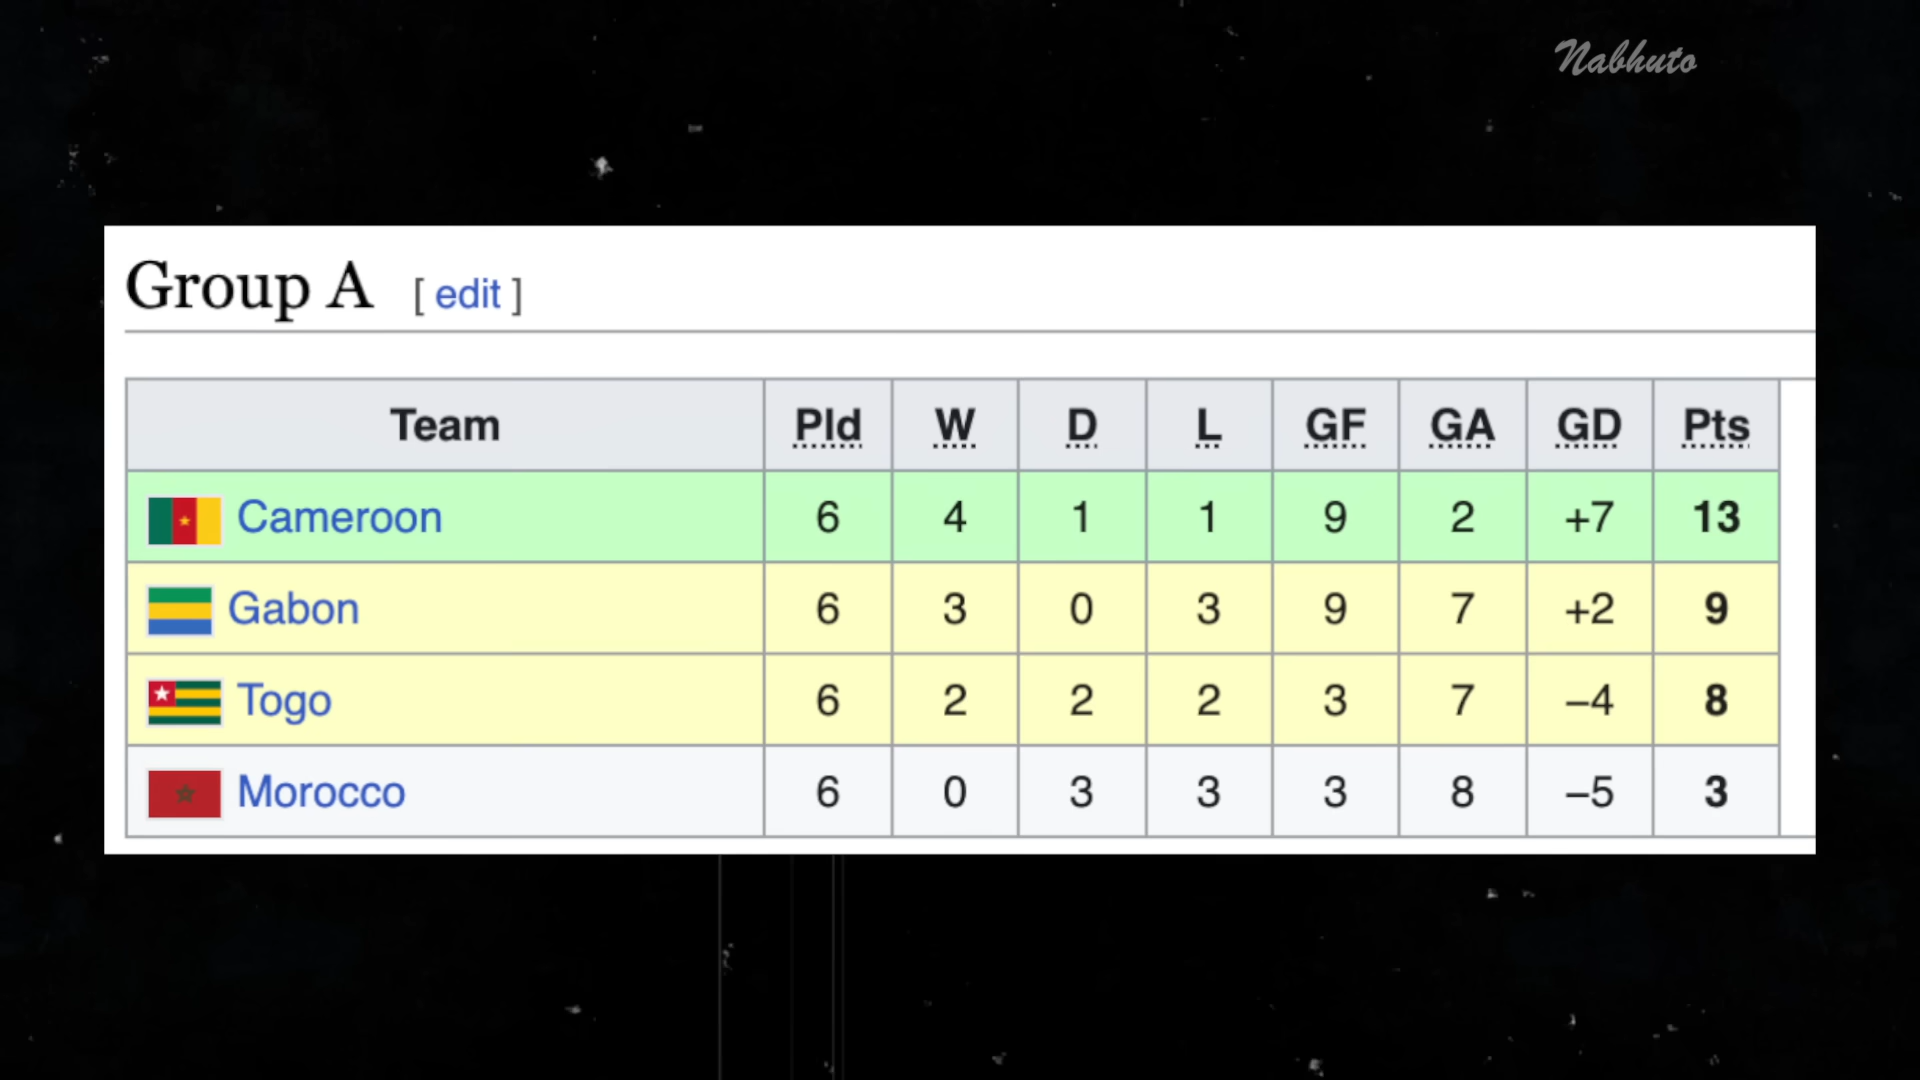 Nabhuto
Group A [ edit ]
Team Pld W D L GF GA GD Pts
Cameroon 6 4 1 1 9 2 +7 13
Gabon 6 3 0 3 9 7 +2 9
Togo 6 2 2 2 3 7 −4 8
Morocco 6 0 3 3 3 8 −5 3